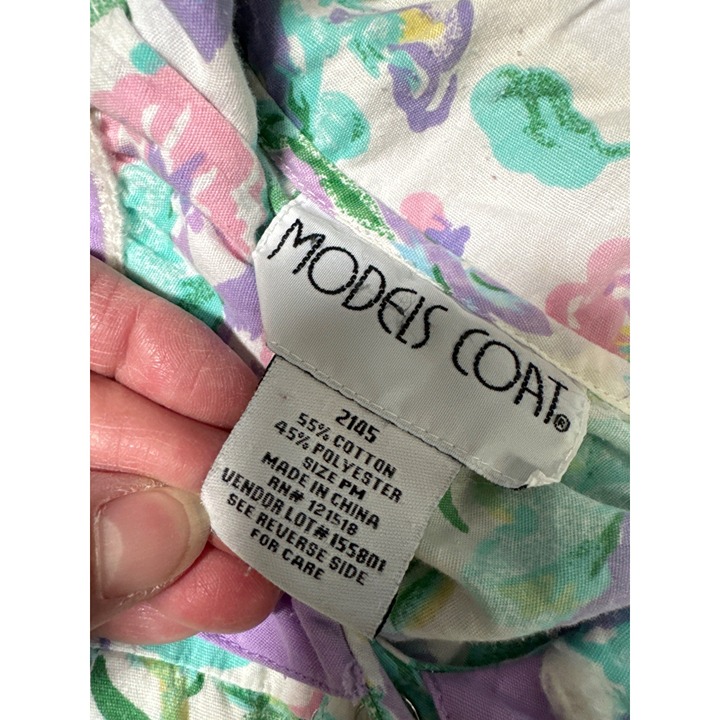 MODELS COAT®
2145
55% COTTON
45% POLYESTER
SIZE PM
MADE IN CHINA
RN# 121518
VENDOR LOT# 155801
SEE REVERSE SIDE
FOR CARE